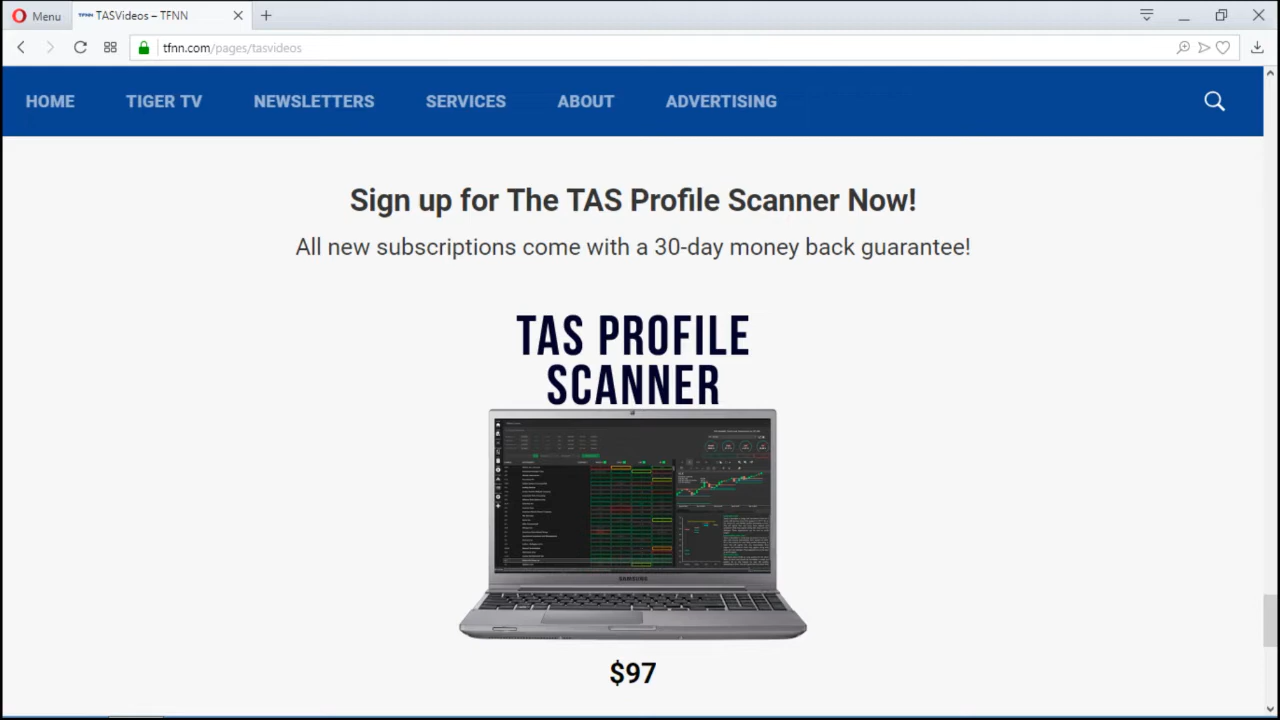 Menu
TFNN TASVideos – TFNN
tfnn.com/pages/tasvideos
HOME TIGER TV NEWSLETTERS SERVICES ABOUT ADVERTISING
Sign up for The TAS Profile Scanner Now!
All new subscriptions come with a 30-day money back guarantee!
TAS PROFILE
SCANNER
SAMSUNG
$97